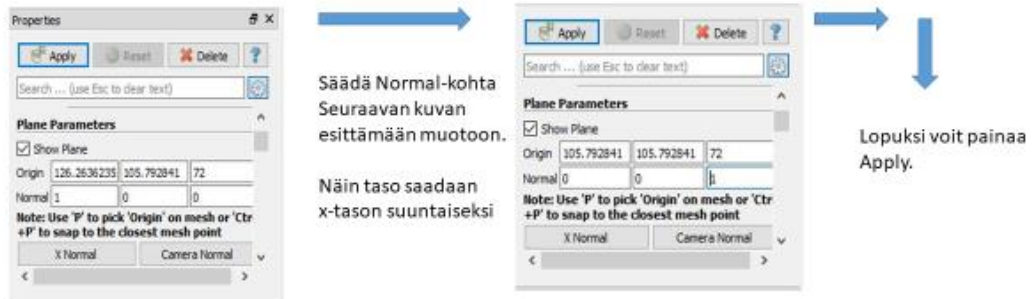 Properties
Apply Reset Delete ?
Search ... (use Esc to clear text)
Plane Parameters
Show Plane
Origin 126.2636235 105.792841 72
Normal 1 0 0
Note: Use 'P' to pick 'Origin' on mesh or 'Ctr
+P' to snap to the closest mesh point
X Normal Camera Normal
Säädä Normal-kohta
Seuraavan kuvan
esittämään muotoon.
Näin taso saadaan
x-tason suuntaiseksi
Apply Reset Delete ?
Search ... (use Esc to clear text)
Plane Parameters
Show Plane
Origin 105.792841 105.792841 72
Normal 0 0 1
Note: Use 'P' to pick 'Origin' on mesh or 'Ctr
+P' to snap to the closest mesh point
X Normal Camera Normal
Lopuksi voit painaa
Apply.